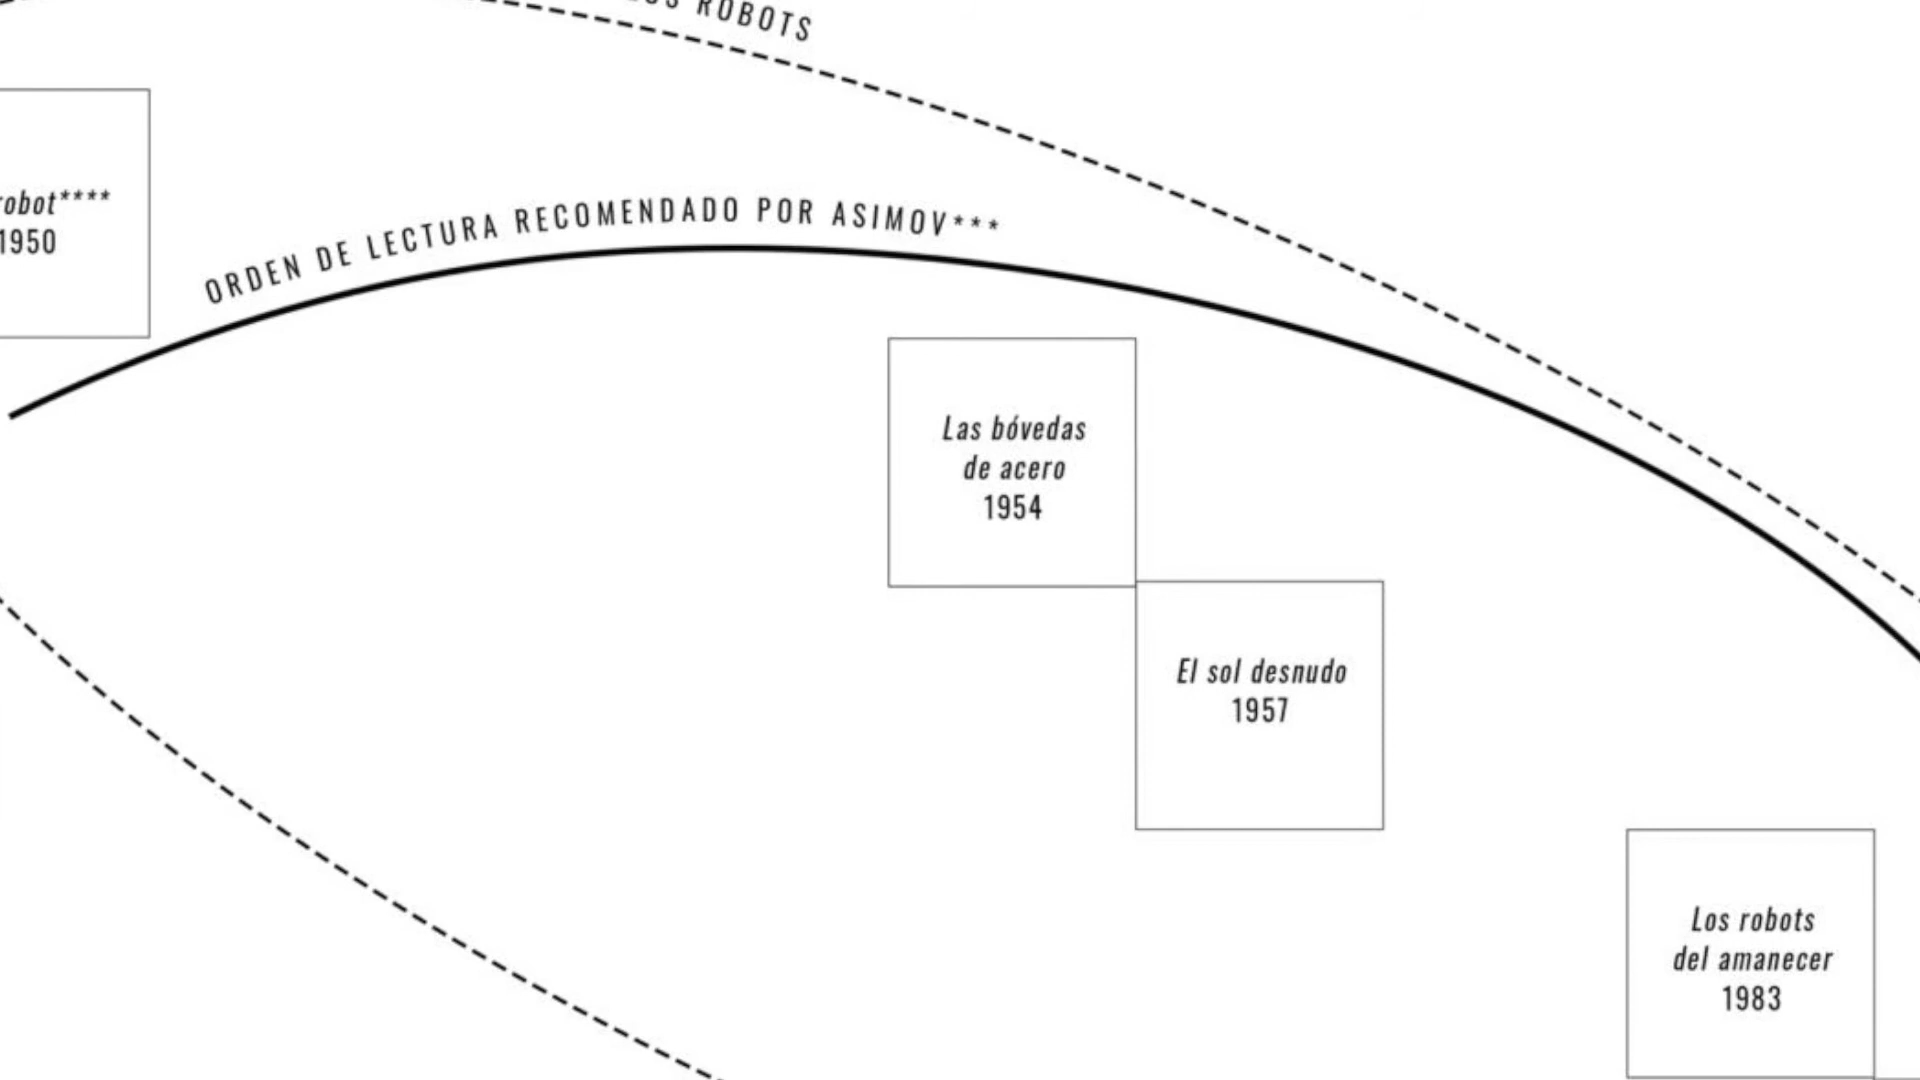 ROBOTS
robot****
1950
ORDEN DE LECTURA RECOMENDADO POR ASIMOV***
Las bóvedas
de acero
1954
El sol desnudo
1957
Los robots
del amanecer
1983